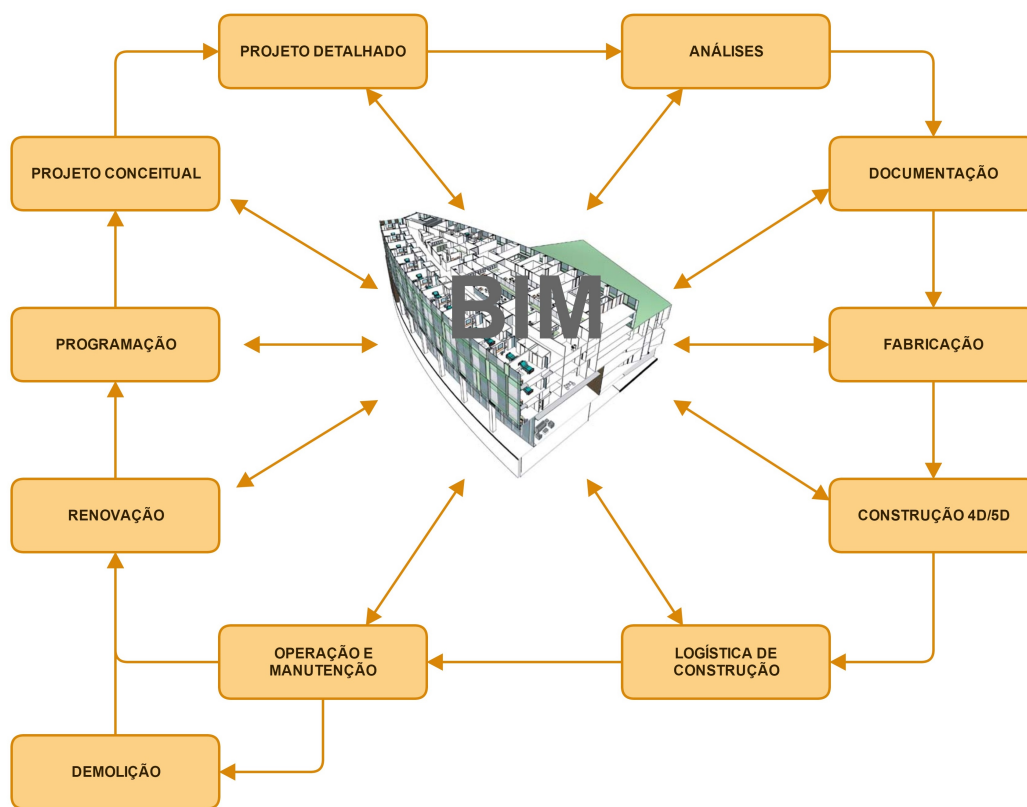 PROJETO DETALHADO
ANÁLISES
PROJETO CONCEITUAL
DOCUMENTAÇÃO
BIM
PROGRAMAÇÃO
FABRICAÇÃO
RENOVAÇÃO
CONSTRUÇÃO 4D/5D
OPERAÇÃO E
MANUTENÇÃO
LOGÍSTICA DE
CONSTRUÇÃO
DEMOLIÇÃO